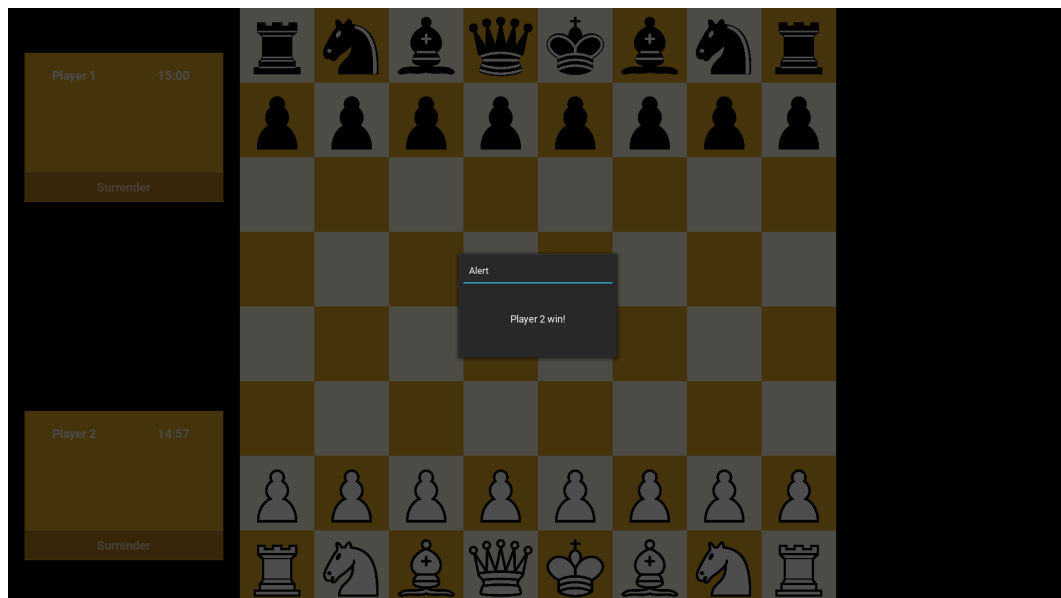 Player 1 15:00
Surrender
Alert
Player 2 win!
Player 2 14:57
Surrender